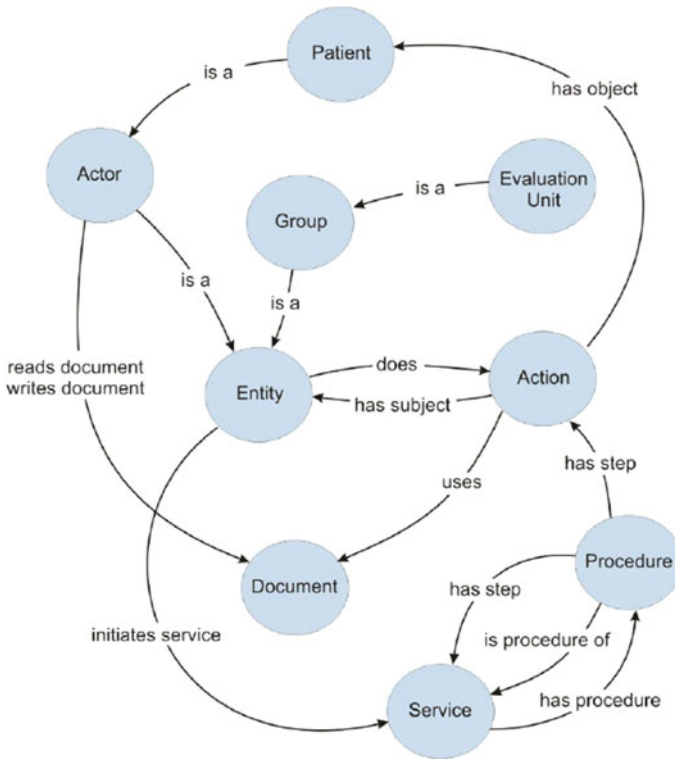 Patient
is a
has object
Actor
Evaluation
Unit
is a
Group
is a
is a
reads document
writes document
does
Entity
Action
has subject
has step
uses
Procedure
Document
has step
initiates service
is procedure of
has procedure
Service